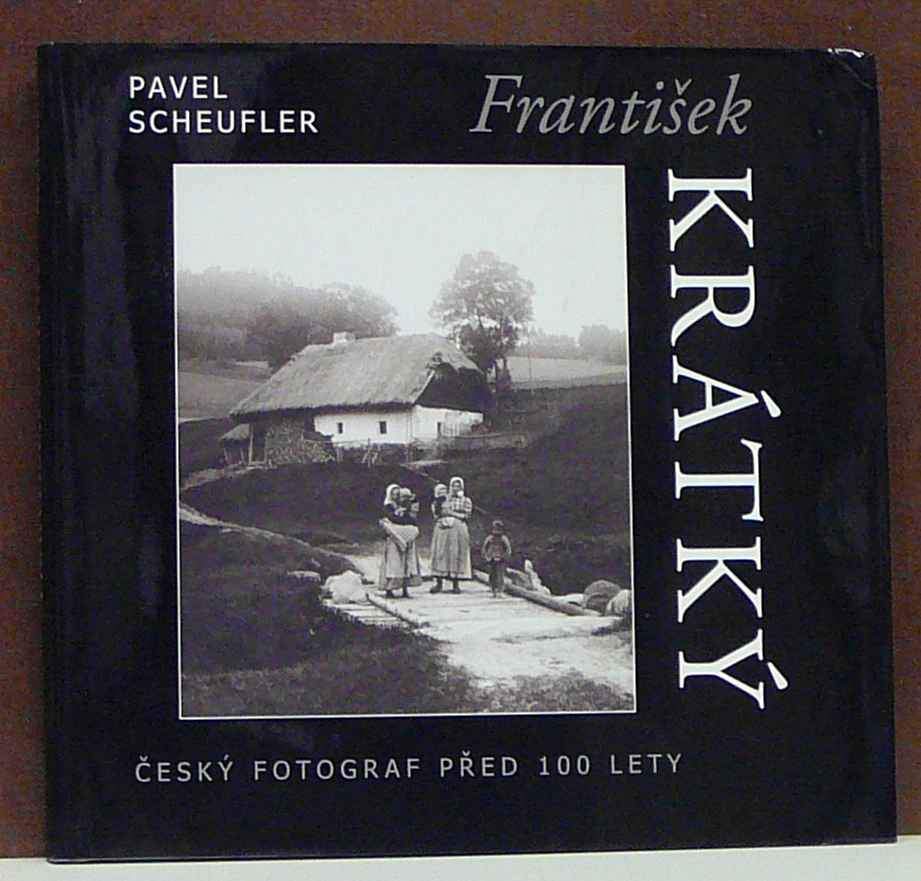 PAVEL
SCHEUFLER
František
KRÁTKÝ
ČESKÝ FOTOGRAF PŘED 100 LETY